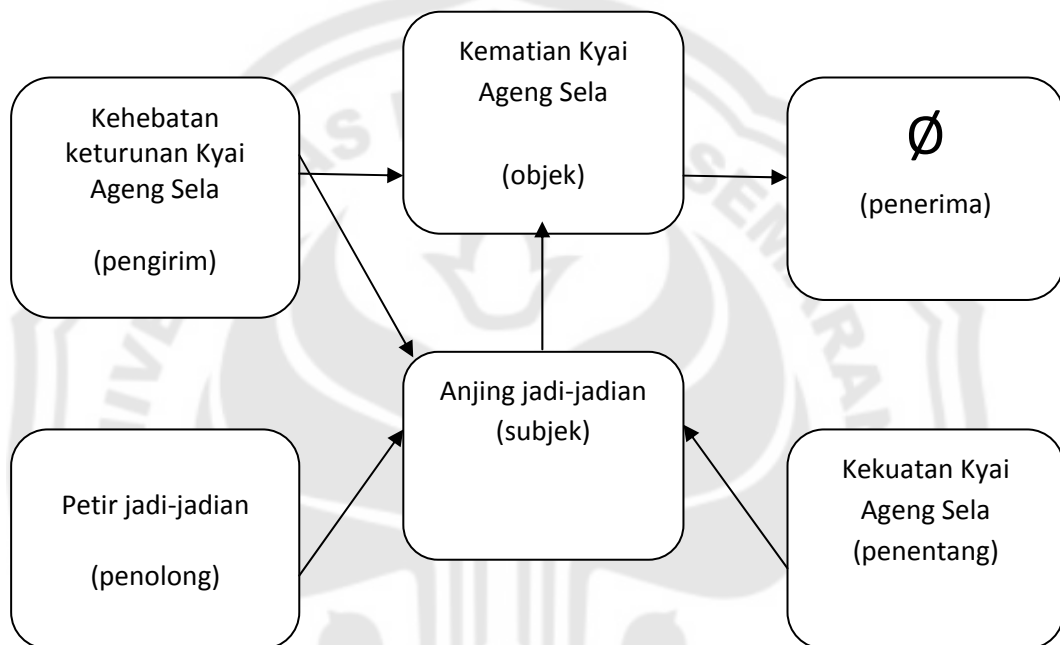 Kematian Kyai
Ageng Sela
(objek)
Kehebatan
keturunan Kyai
Ageng Sela
(pengirim)
Ø
(penerima)
Anjing jadi-jadian
(subjek)
Petir jadi-jadian
(penolong)
Kekuatan Kyai
Ageng Sela
(penentang)